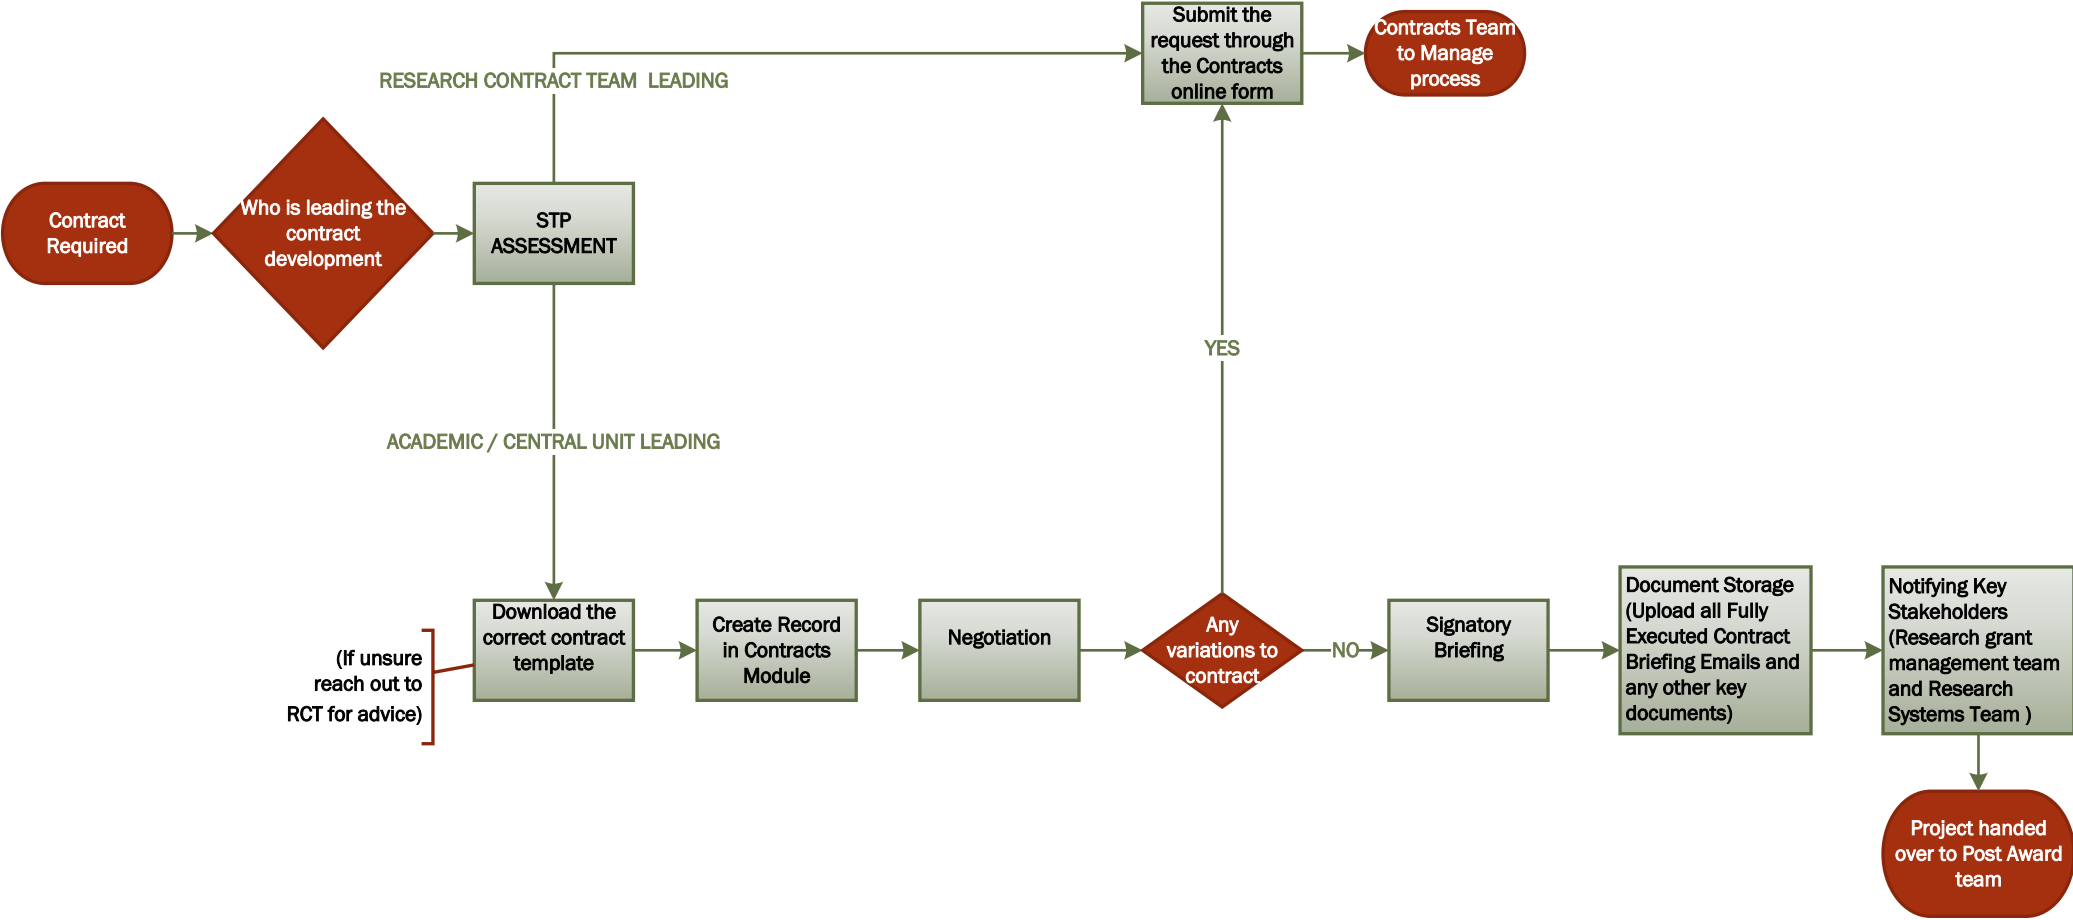 Submit the
request through
the Contracts
online form
Contracts Team
to Manage
process
RESEARCH CONTRACT TEAM  LEADING
Contract
Required
Who is leading the
contract
development
STP
ASSESSMENT
YES
ACADEMIC / CENTRAL UNIT LEADING
(If unsure
reach out to
RCT for advice)
Download the
correct contract
template
Create Record
in Contracts
Module
Negotiation
Any
variations to
contract
NO
Signatory
Briefing
Document Storage
(Upload all Fully
Executed Contract
Briefing Emails and
any other key
documents)
Notifying Key
Stakeholders
(Research grant
management team
and Research
Systems Team )
Project handed
over to Post Award
team